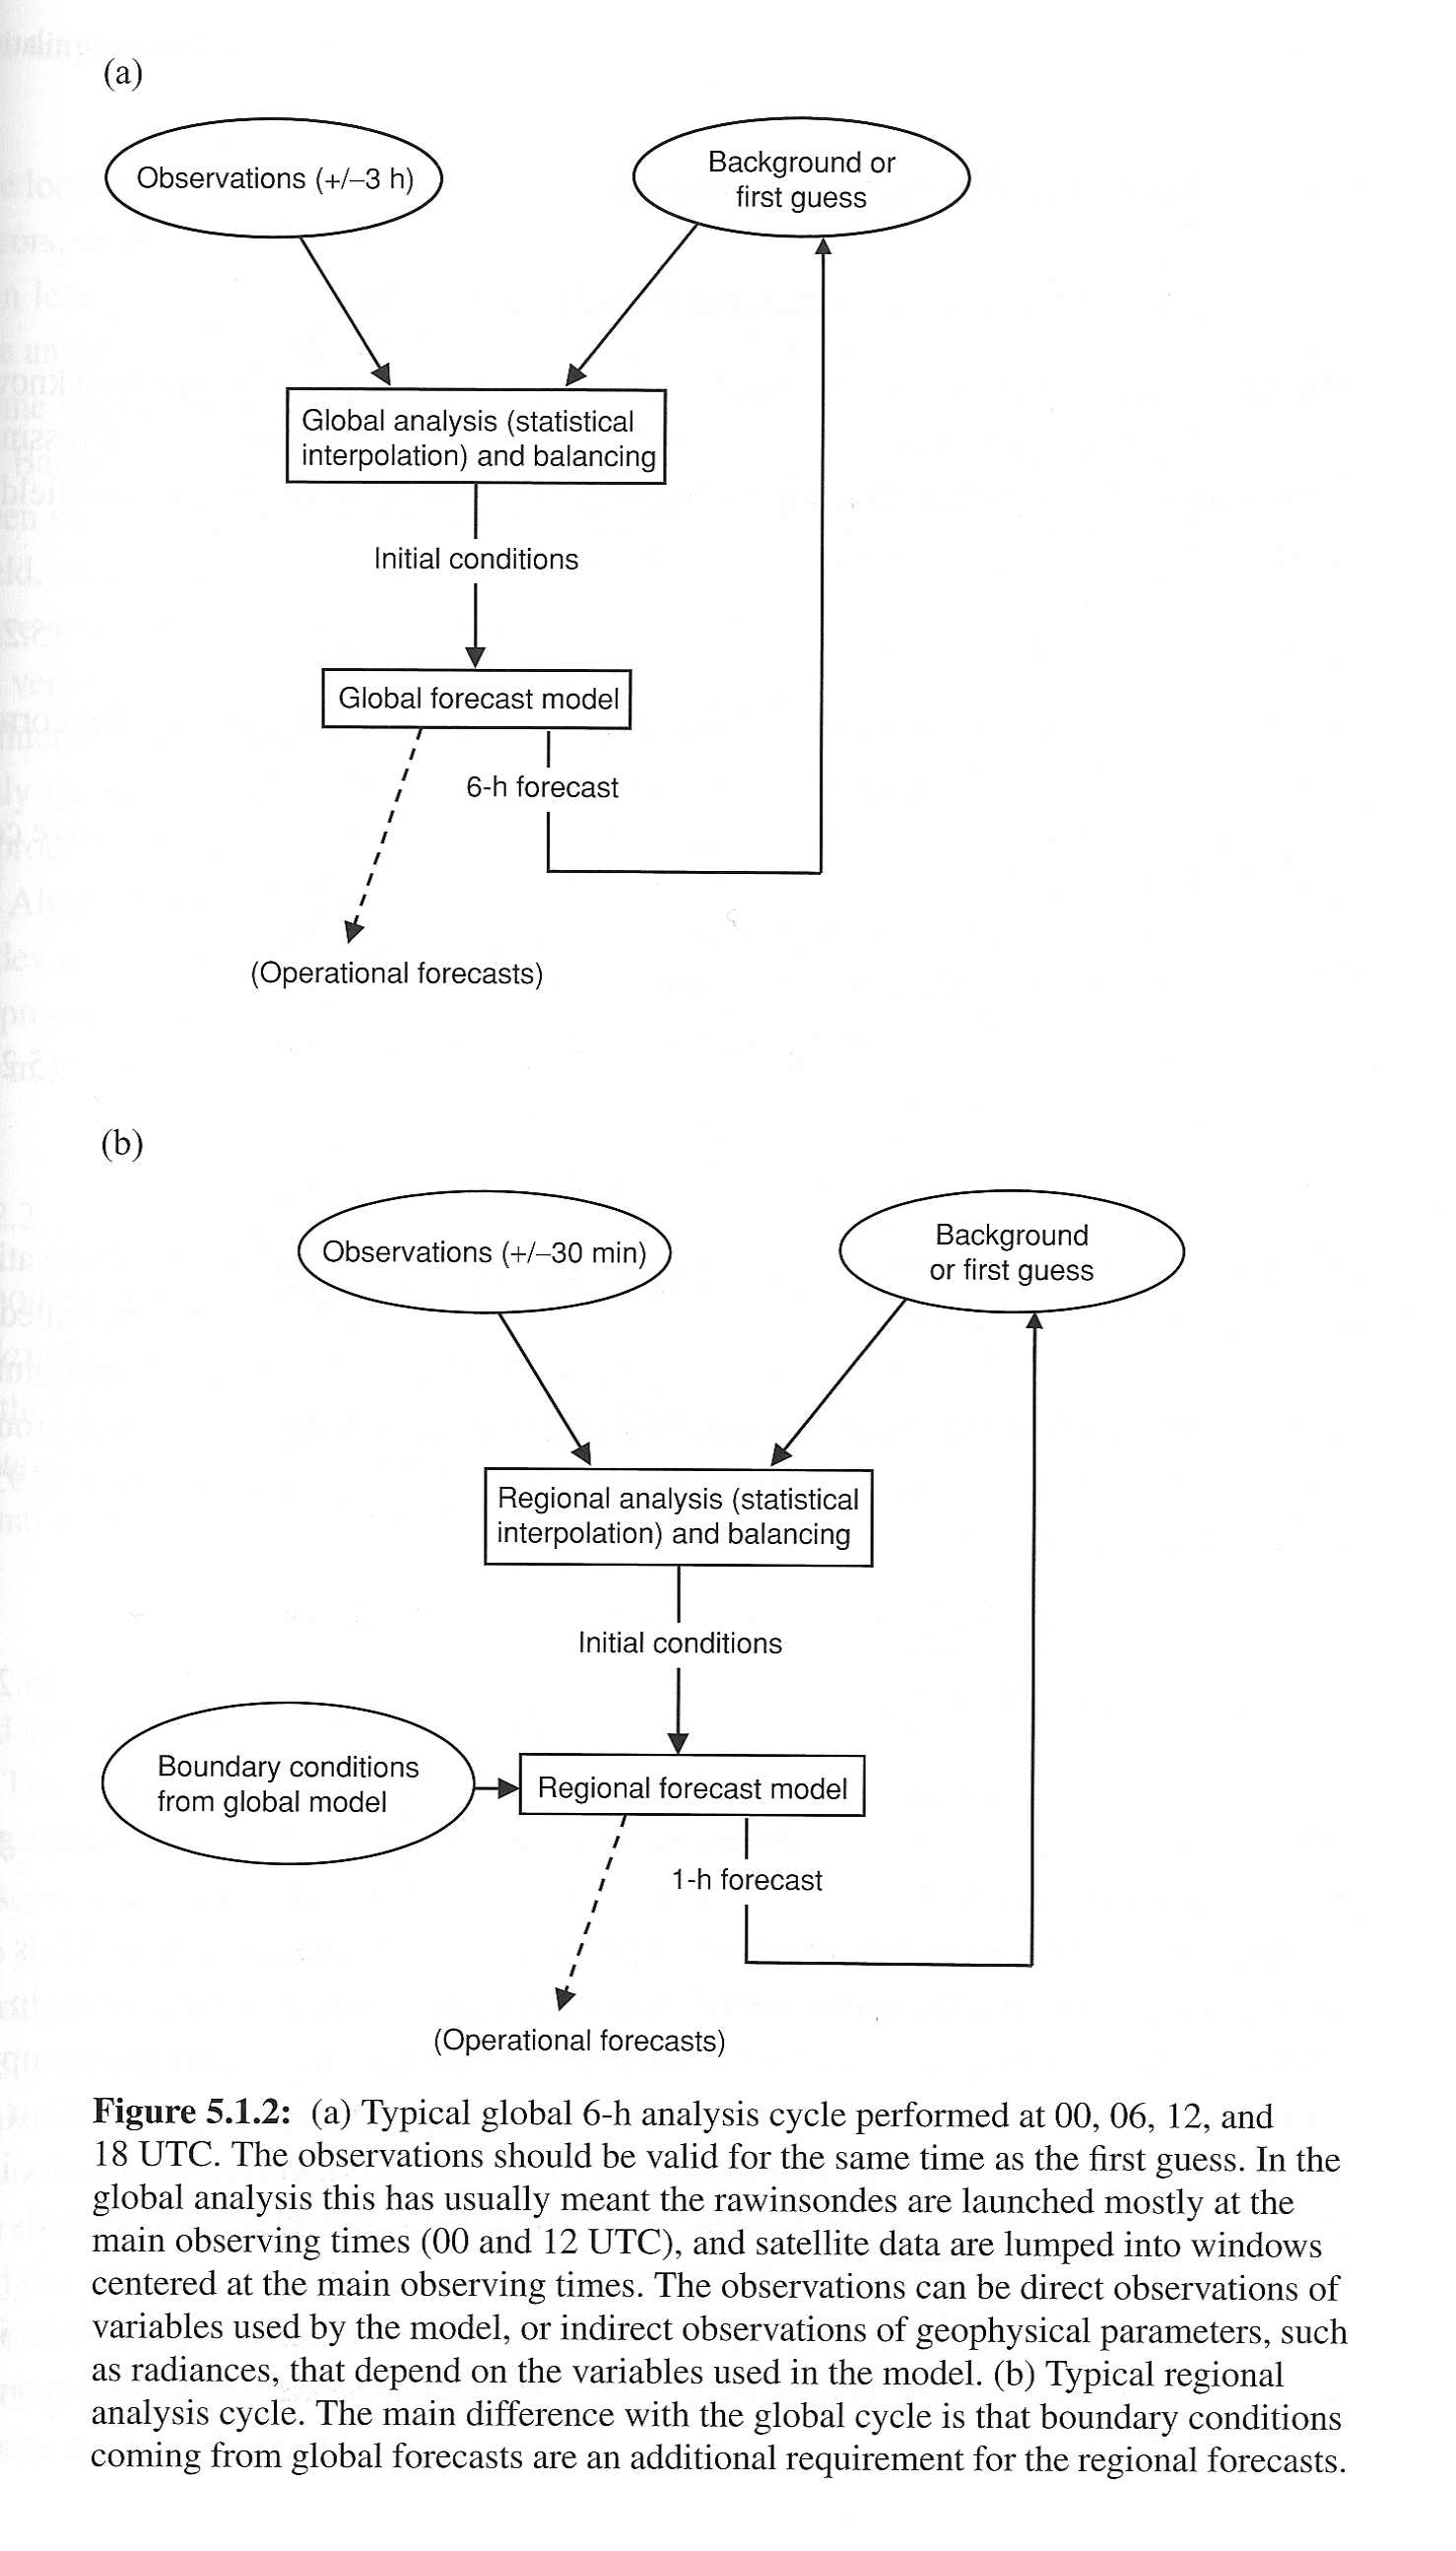 (a)
Observations (+/–3 h)
Background or
first guess
Global analysis (statistical
interpolation) and balancing
Initial conditions
Global forecast model
6-h forecast
(Operational forecasts)
(b)
Observations (+/–30 min)
Background
or first guess
Regional analysis (statistical
interpolation) and balancing
Initial conditions
Boundary conditions
from global model
Regional forecast model
1-h forecast
(Operational forecasts)
Figure 5.1.2: (a) Typical global 6-h analysis cycle performed at 00, 06, 12, and
18 UTC. The observations should be valid for the same time as the first guess. In the
global analysis this has usually meant the rawinsondes are launched mostly at the
main observing times (00 and 12 UTC), and satellite data are lumped into windows
centered at the main observing times. The observations can be direct observations of
variables used by the model, or indirect observations of geophysical parameters, such
as radiances, that depend on the variables used in the model. (b) Typical regional
analysis cycle. The main difference with the global cycle is that boundary conditions
coming from global forecasts are an additional requirement for the regional forecasts.